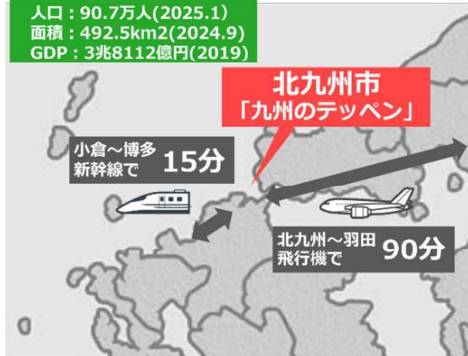 人口：90.7万人(2025.1)
面積：492.5km2(2024.9)
GDP：3兆8112億円(2019)
北九州市
「九州のテッペン」
小倉～博多
新幹線で 15分
北九州～羽田
飛行機で 90分